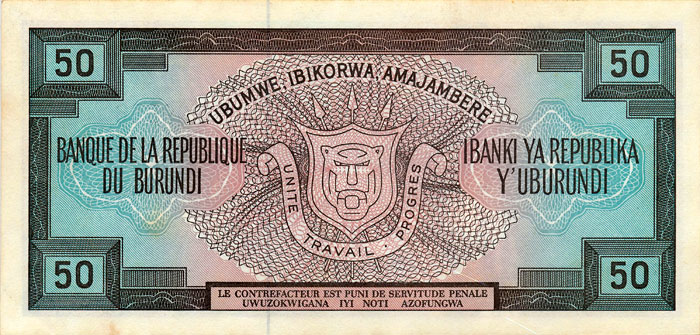 50
50
UBUMWE, IBIKORWA, AMAJAMBERE.
BANQUE DE LA REPUBLIQUE
DU BURUNDI
IBANKI YA REPUBLIKA
Y'UBURUNDI
UNITE · TRAVAIL · PROGRES
50
50
LE CONTREFACTEUR EST PUNI DE SERVITUDE PENALE
UWUZOKWIGANA IYI NOTI AZOFUNGWA